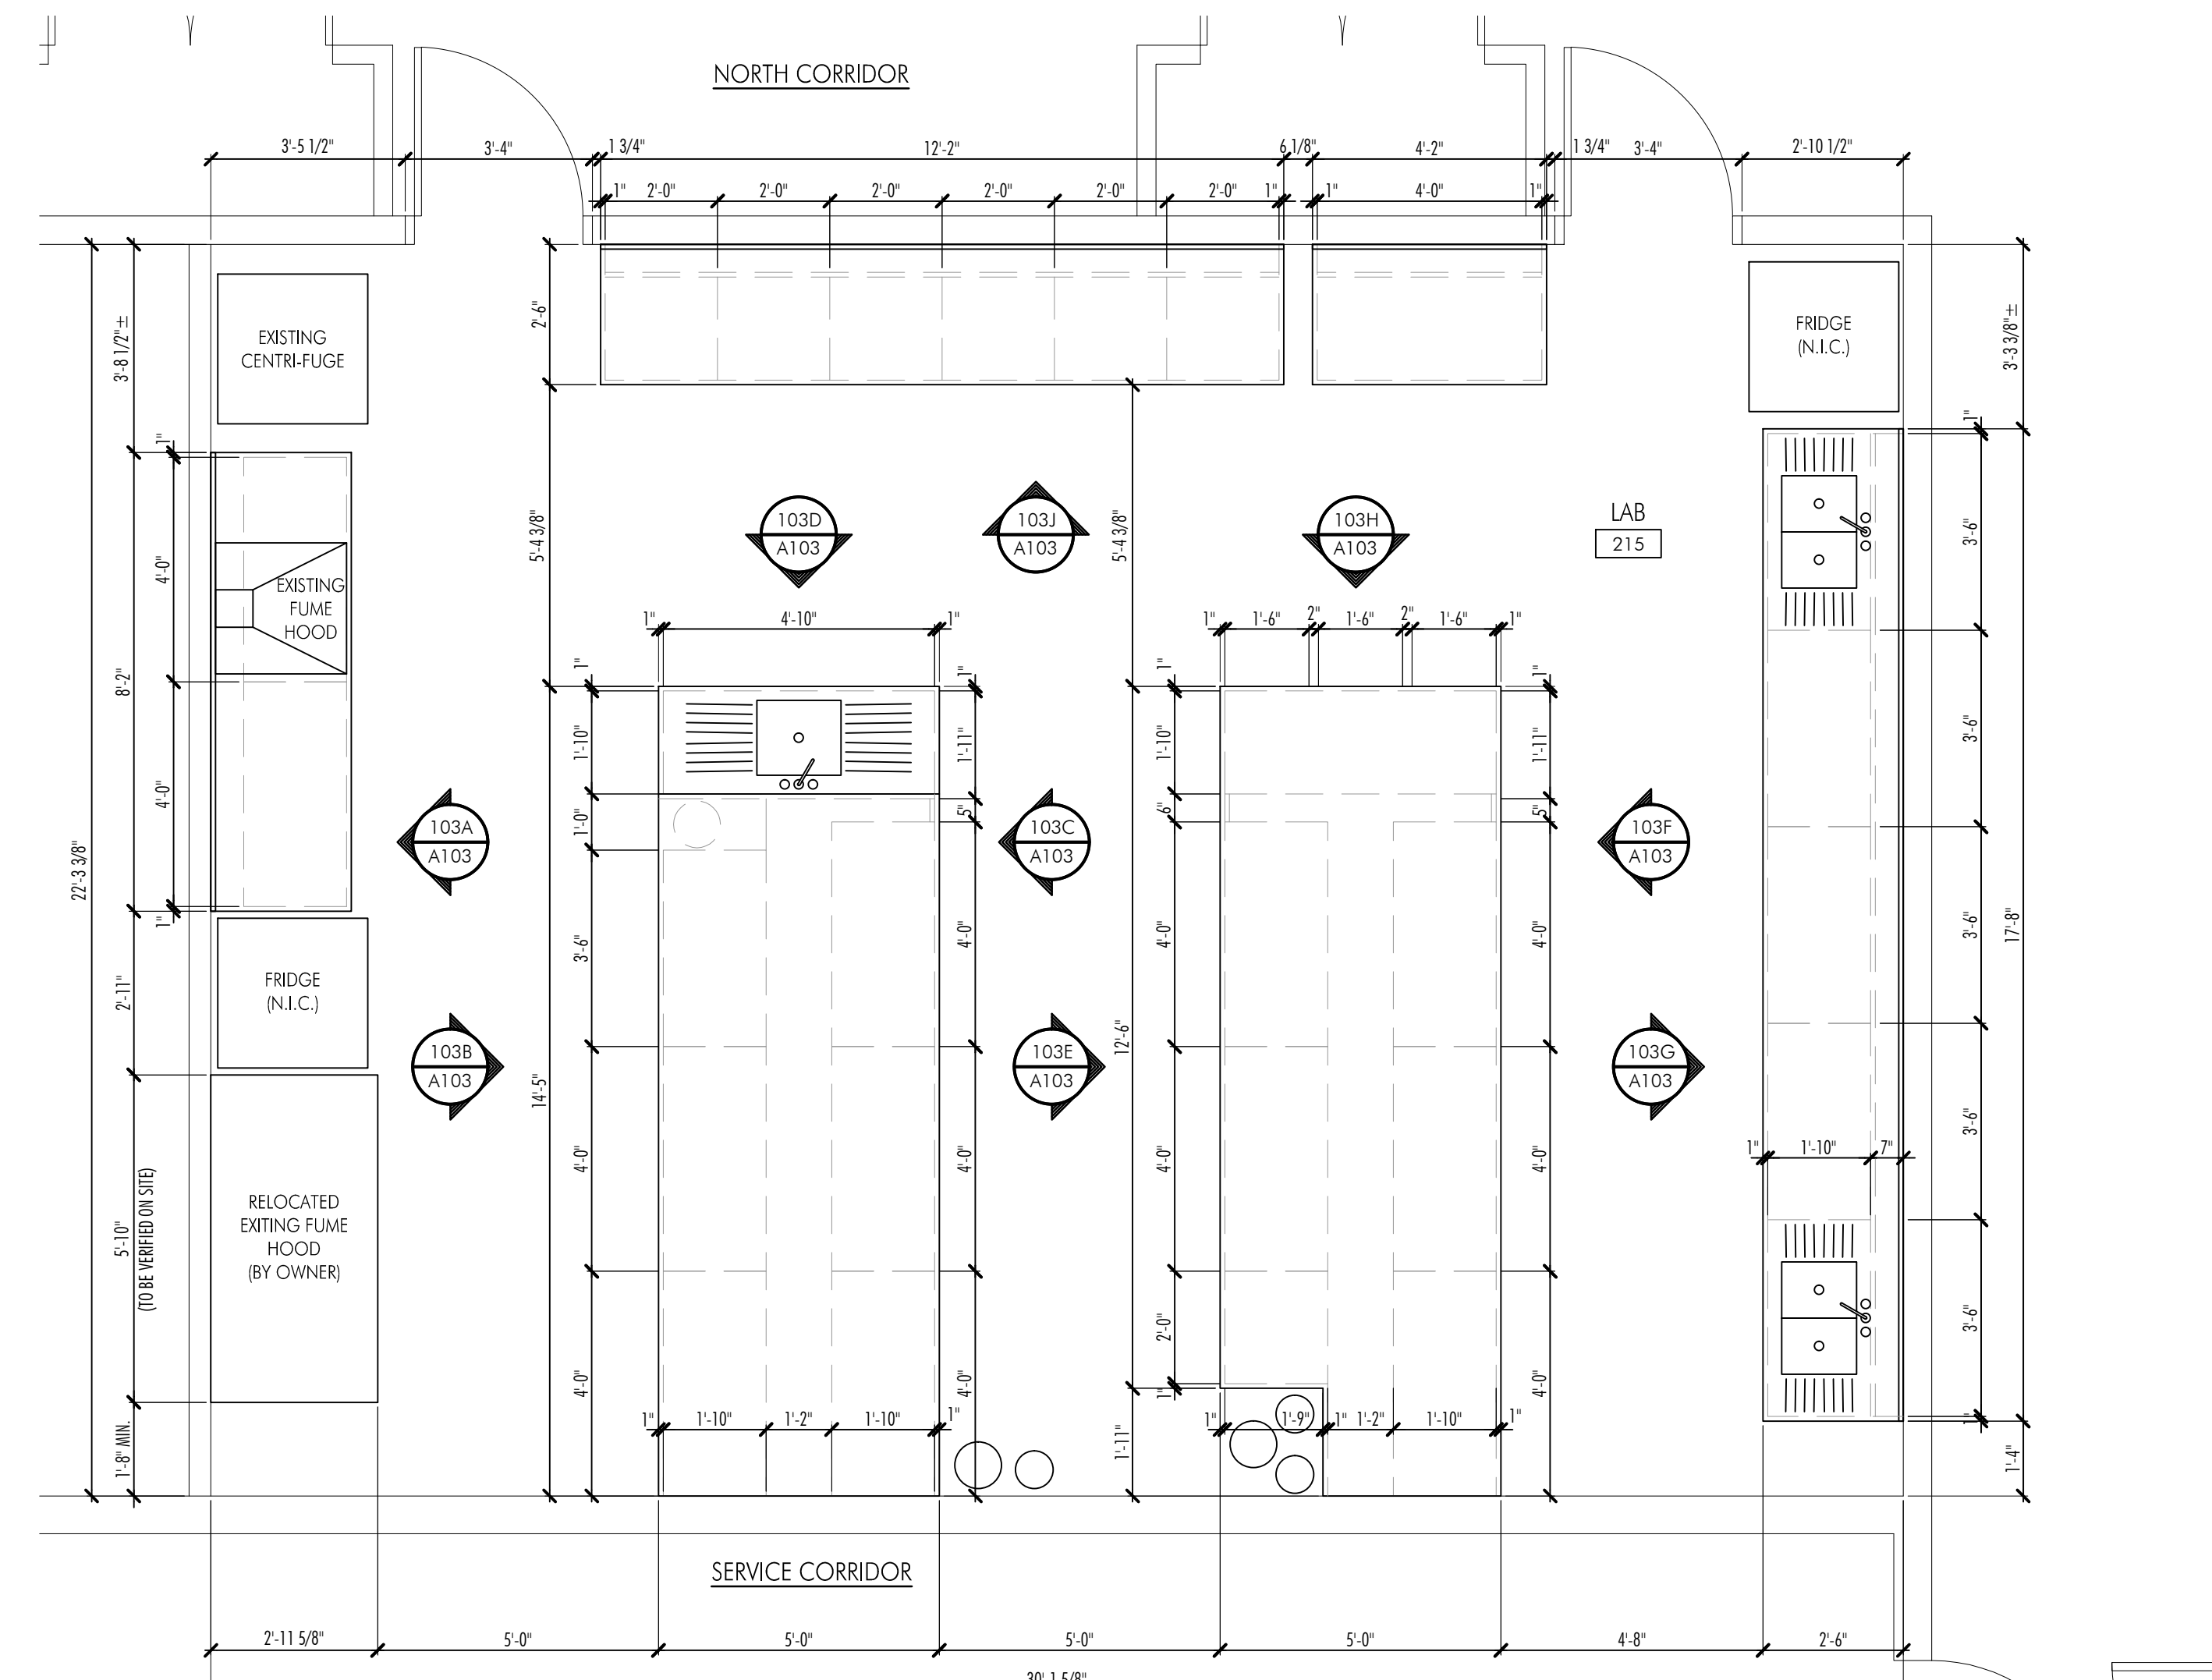 NORTH CORRIDOR
3'-5 1/2" 3'-4" 1 3/4" 12'-2" 6 1/8" 4'-2" 1 3/4" 3'-4" 2'-10 1/2"
1" 2'-0" 2'-0" 2'-0" 2'-0" 2'-0" 2'-0" 1" 1" 4'-0" 1"
22'-3 3/8"
3'-8 1/2"±
8'-2"
2'-11"
5'-10"
(TO BE VERIFIED ON SITE)
1'-8" MIN.
1"
4'-0"
4'-0"
1"
EXISTING
CENTRI-FUGE
EXISTING
FUME
HOOD
FRIDGE
(N.I.C.)
RELOCATED
EXITING FUME
HOOD
(BY OWNER)
103A
A103
103B
A103
2'-6"
5'-4 3/8"
14'-5"
103D
A103
103J
A103
103H
A103
LAB
215
FRIDGE
(N.I.C.)
1" 4'-10" 1"
1"
1'-10"
1'-0"
3'-6"
4'-0"
4'-0"
1"
1'-11"
5"
4'-0"
4'-0"
4'-0"
1" 1'-10" 1'-2" 1'-10" 1"
103C
A103
103E
A103
5'-4 3/8"
12'-6"
1'-11"
1" 1'-6" 2" 1'-6" 2" 1'-6" 1"
1"
1'-10"
6"
4'-0"
4'-0"
2'-0"
1"
1"
1'-11"
5"
4'-0"
4'-0"
4'-0"
1" 1'-9" 1" 1'-2" 1'-10" 1"
103F
A103
103G
A103
1" 1'-10" 7"
1"
3'-6"
3'-6"
3'-6"
3'-6"
3'-6"
1"
3'-3 3/8"±
17'-8"
1'-4"
SERVICE CORRIDOR
2'-11 5/8" 5'-0" 5'-0" 5'-0" 5'-0" 4'-8" 2'-6"
30'-1 5/8"